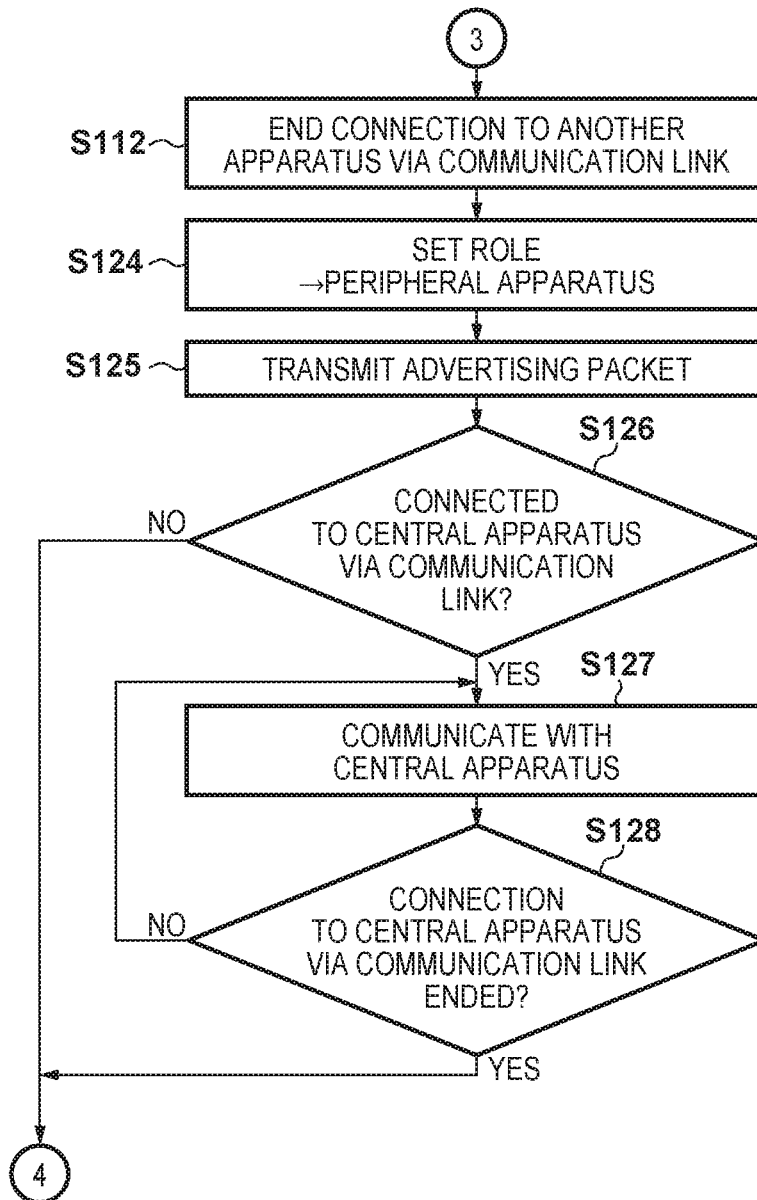 3
S112
END CONNECTION TO ANOTHER
APPARATUS VIA COMMUNICATION LINK
S124
SET ROLE
→PERIPHERAL APPARATUS
S125
TRANSMIT ADVERTISING PACKET
S126
CONNECTED
TO CENTRAL APPARATUS
VIA COMMUNICATION
LINK?
NO
YES
S127
COMMUNICATE WITH
CENTRAL APPARATUS
S128
CONNECTION
TO CENTRAL APPARATUS
VIA COMMUNICATION LINK
ENDED?
NO
YES
4